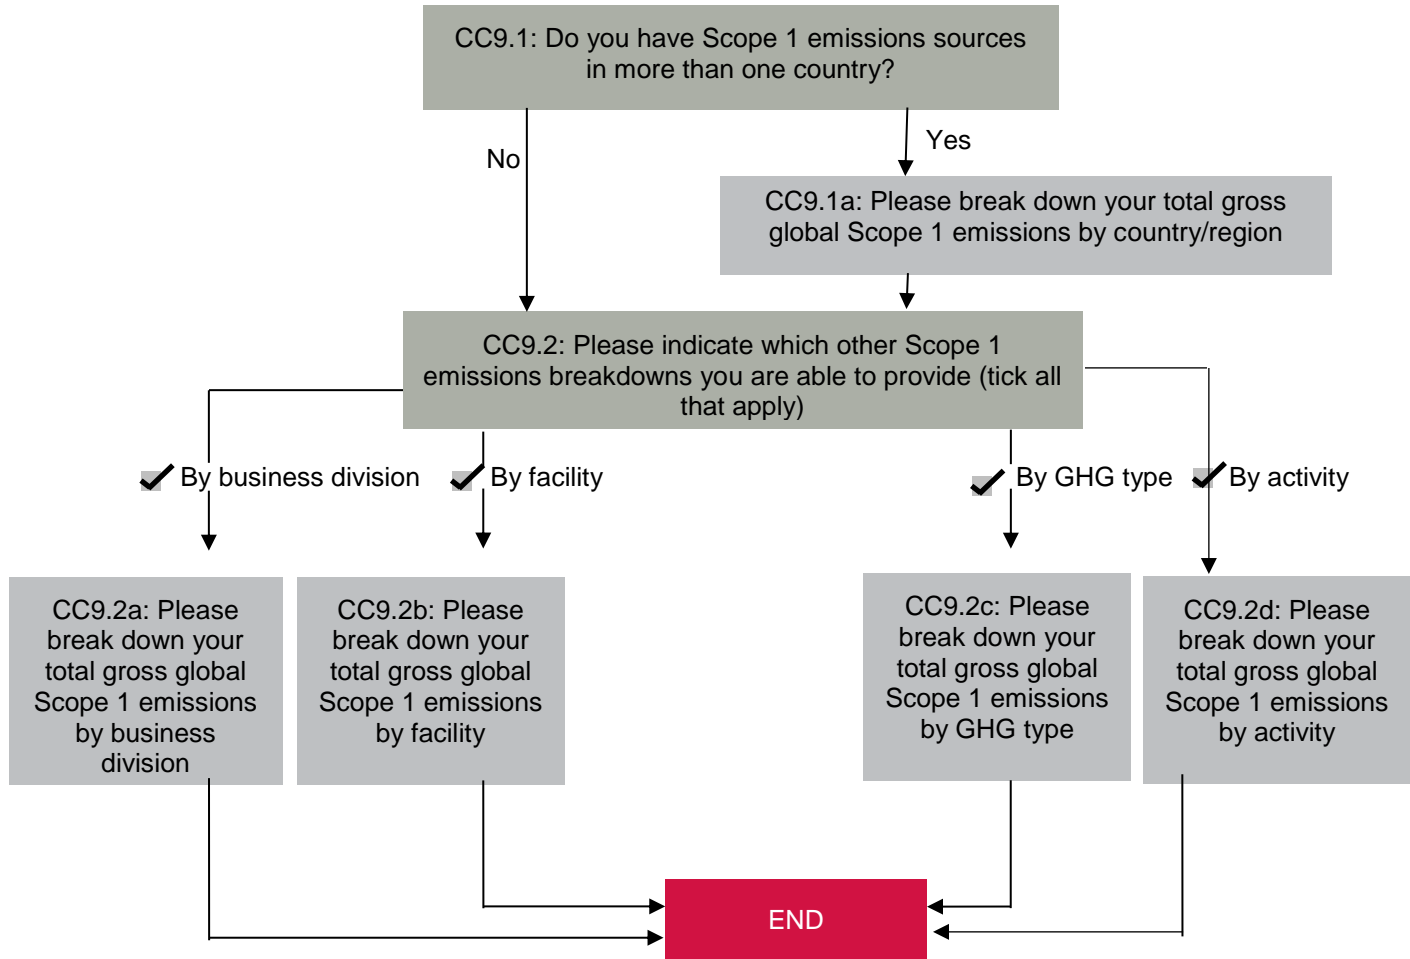 CC9.1: Do you have Scope 1 emissions sources
in more than one country?
No
Yes
CC9.1a: Please break down your total gross
global Scope 1 emissions by country/region
CC9.2: Please indicate which other Scope 1
emissions breakdowns you are able to provide (tick all
that apply)
By business division
By facility
By GHG type
By activity
CC9.2a: Please
break down your
total gross global
Scope 1 emissions
by business
division
CC9.2b: Please
break down your
total gross global
Scope 1 emissions
by facility
CC9.2c: Please
break down your
total gross global
Scope 1 emissions
by GHG type
CC9.2d: Please
break down your
total gross global
Scope 1 emissions
by activity
END